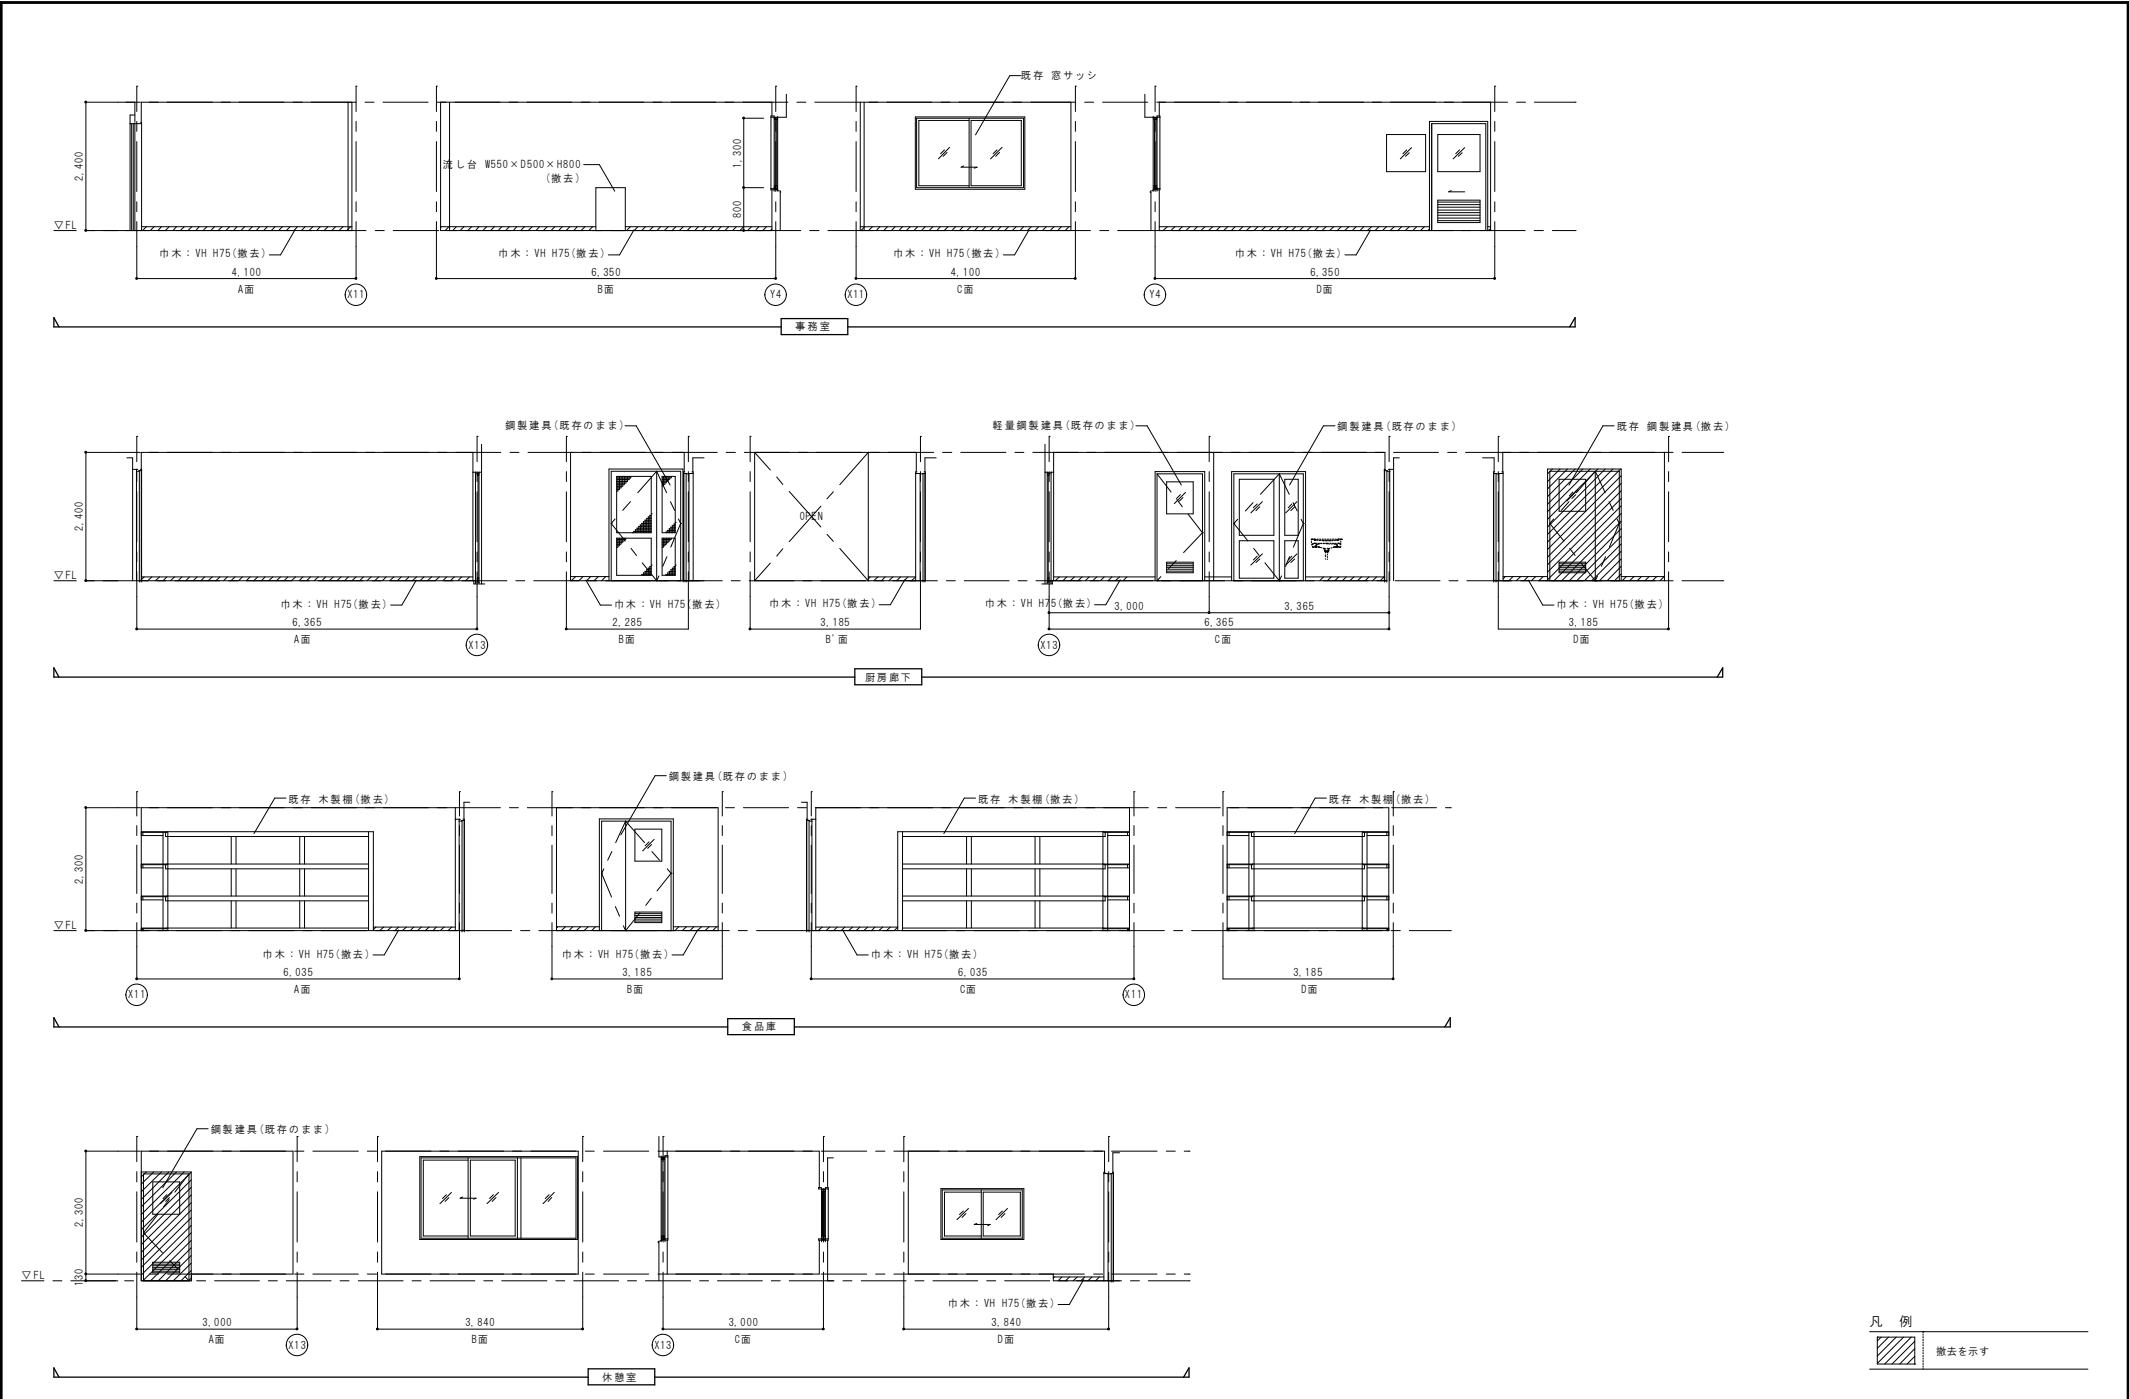 既存 窓サッシ
2,400
流し台 W550×D500×H800
(撤去)
1,300
800
▽FL
巾木：VH H75(撤去)
巾木：VH H75(撤去)
巾木：VH H75(撤去)
巾木：VH H75(撤去)
4,100
6,350
4,100
6,350
A面
B面
C面
D面
X11
Y4
X11
Y4
事務室
鋼製建具(既存のまま)
軽量鋼製建具(既存のまま)
鋼製建具(既存のまま)
既存 鋼製建具(撤去)
2,400
OPEN
▽FL
巾木：VH H75(撤去)
巾木：VH H75(撤去)
巾木：VH H75(撤去)
巾木：VH H75(撤去)
巾木：VH H75(撤去)
3,000
3,365
6,365
2,285
3,185
6,365
3,185
A面
B面
B'面
C面
D面
X13
X13
厨房廊下
鋼製建具(既存のまま)
既存 木製棚(撤去)
既存 木製棚(撤去)
既存 木製棚(撤去)
2,300
▽FL
巾木：VH H75(撤去)
巾木：VH H75(撤去)
巾木：VH H75(撤去)
6,035
3,185
6,035
3,185
A面
B面
C面
D面
X11
X11
食品庫
鋼製建具(既存のまま)
2,300
130
▽FL
巾木：VH H75(撤去)
3,000
3,840
3,000
3,840
A面
B面
C面
D面
X13
X13
休憩室
凡 例
撤去を示す